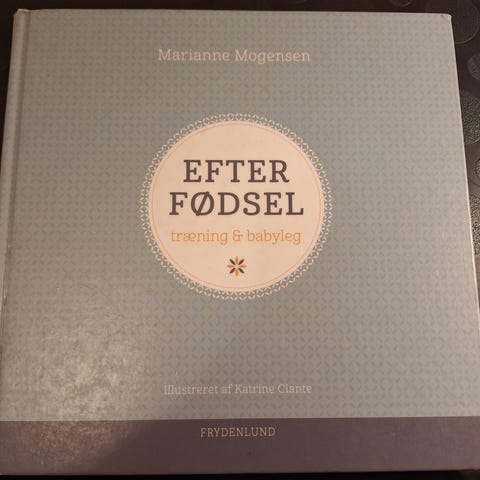 Marianne Mogensen
EFTER
FØDSEL
træning & babyleg
Illustreret af Katrine Clante
FRYDENLUND